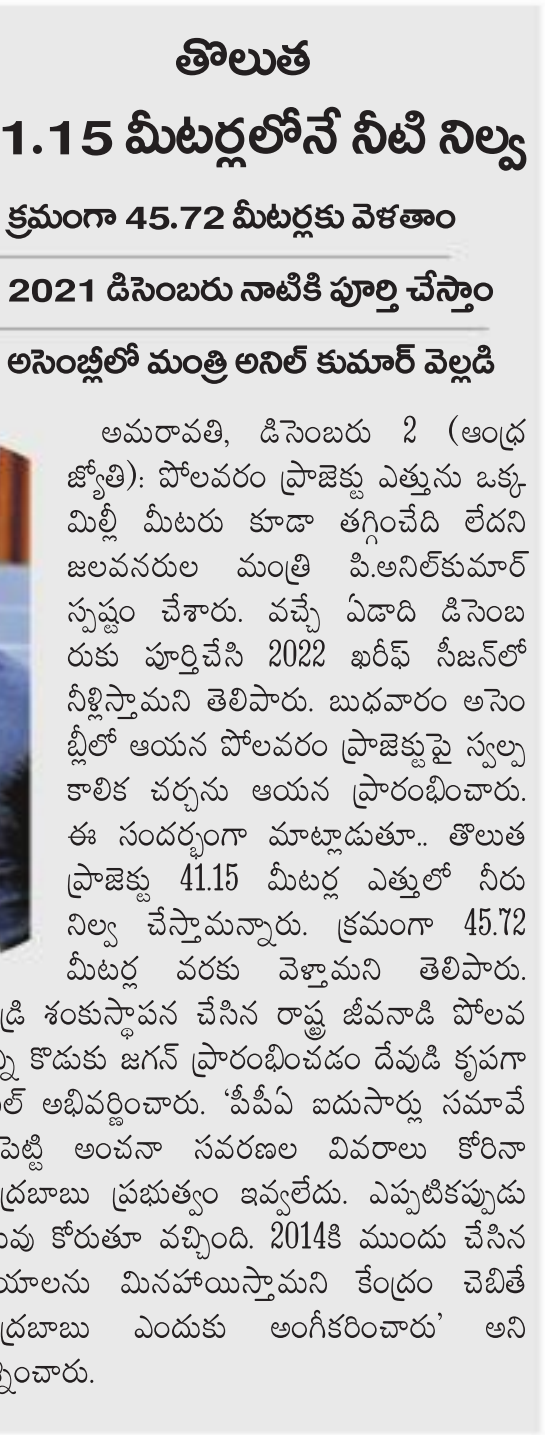 తొలుత
1.15 మీటర్లలోనే నీటి నిల్వ
క్రమంగా 45.72 మీటర్లకు వెళతాం
2021 డిసెంబరు నాటికి పూర్తి చేస్తాం
అసెంబ్లీలో మంత్రి అనిల్ కుమార్ వెల్లడి
అమరావతి, డిసెంబరు 2 (ఆంధ్ర
జ్యోతి): పోలవరం ప్రాజెక్టు ఎత్తును ఒక్క
మిల్లీ మీటరు కూడా తగ్గించేది లేదని
జలవనరుల మంత్రి పి.అనిల్‌కుమార్
స్పష్టం చేశారు. వచ్చే ఏడాది డిసెంబ
రుకు పూర్తిచేసి 2022 ఖరీఫ్ సీజన్‌లో
నీళ్లిస్తామని తెలిపారు. బుధవారం అసెం
బ్లీలో ఆయన పోలవరం ప్రాజెక్టుపై స్వల్ప
కాలిక చర్చను ఆయన ప్రారంభించారు.
ఈ సందర్భంగా మాట్లాడుతూ.. తొలుత
ప్రాజెక్టు 41.15 మీటర్ల ఎత్తులో నీరు
నిల్వ చేస్తామన్నారు. క్రమంగా 45.72
మీటర్ల వరకు వెళ్తామని తెలిపారు.
డ్రి శంకుస్థాపన చేసిన రాష్ట్ర జీవనాడి పోలవ
న్ని కొడుకు జగన్ ప్రారంభించడం దేవుడి కృపగా
ల్ అభివర్ణించారు. ‘పీపీఏ ఐదుసార్లు సమావే
పెట్టి అంచనా సవరణల వివరాలు కోరినా
ద్రబాబు ప్రభుత్వం ఇవ్వలేదు. ఎప్పటికప్పుడు
వు కోరుతూ వచ్చింది. 2014కి ముందు చేసిన
యాలను మినహాయిస్తామని కేంద్రం చెబితే
ద్రబాబు ఎందుకు అంగీకరించారు’ అని
శ్నించారు.